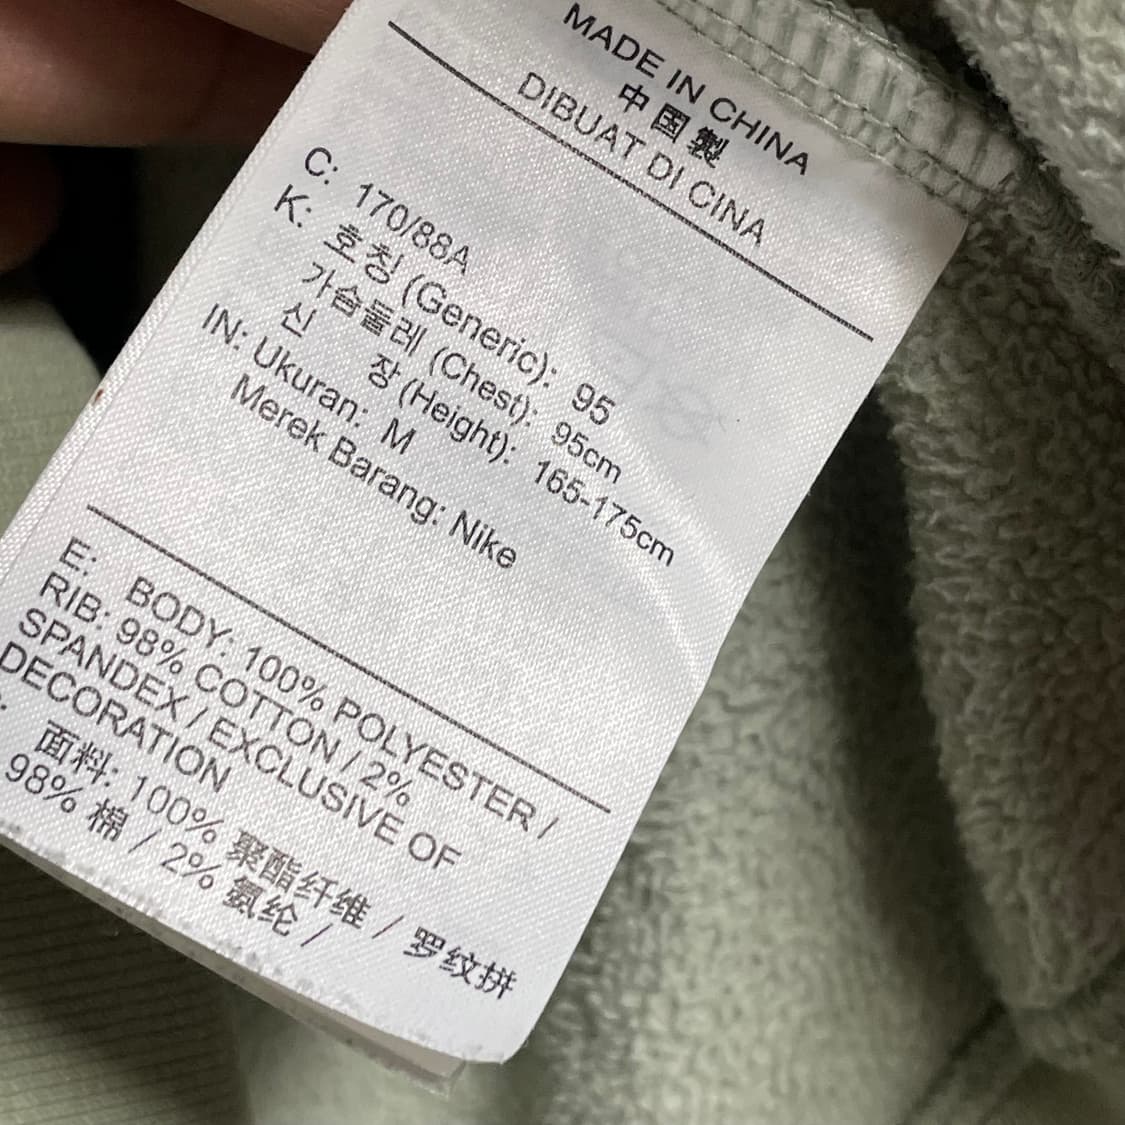 MADE IN CHINA
中国製
DIBUAT DI CINA
C: 170/88A
K: 호칭 (Generic): 95
가슴둘레 (Chest): 95cm
신 장 (Height): 165-175cm
IN: Ukuran: M
Merek Barang: Nike
E: BODY: 100% POLYESTER /
RIB: 98% COTTON / 2%
SPANDEX / EXCLUSIVE OF
DECORATION
面料: 100% 聚酯纤维 / 罗纹拼
98% 棉 / 2% 氨纶 /